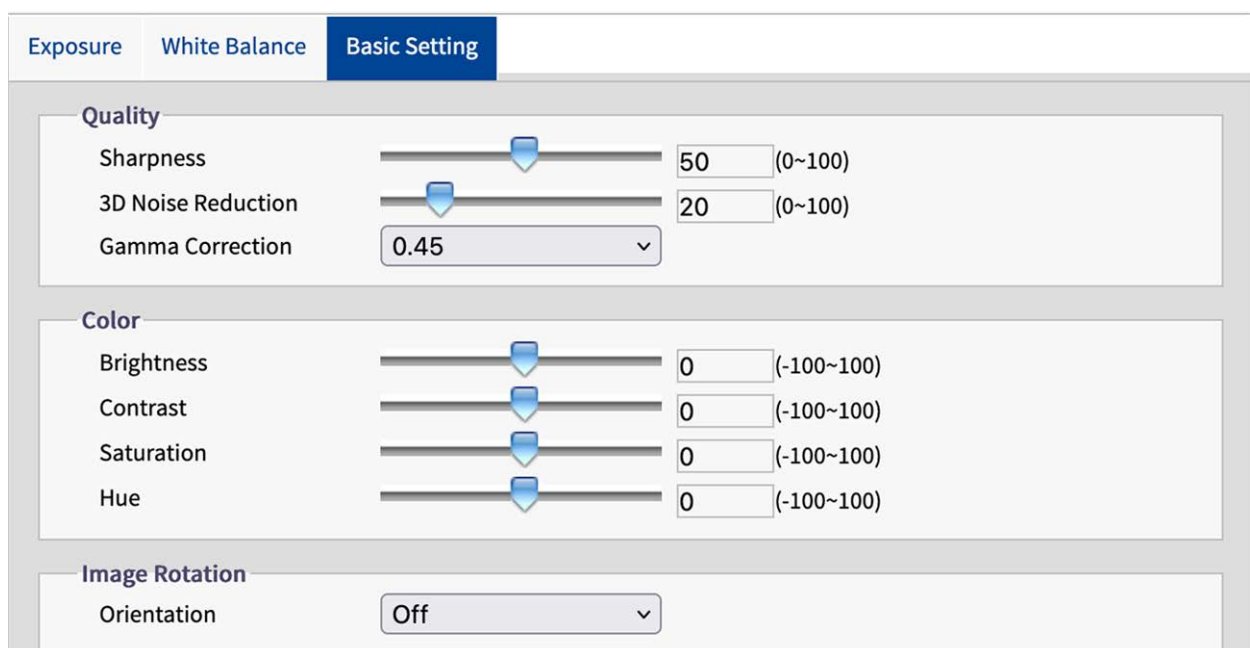 Exposure White Balance Basic Setting
Quality
Sharpness 50 (0~100)
3D Noise Reduction 20 (0~100)
Gamma Correction 0.45
Color
Brightness 0 (-100~100)
Contrast 0 (-100~100)
Saturation 0 (-100~100)
Hue 0 (-100~100)
Image Rotation
Orientation Off